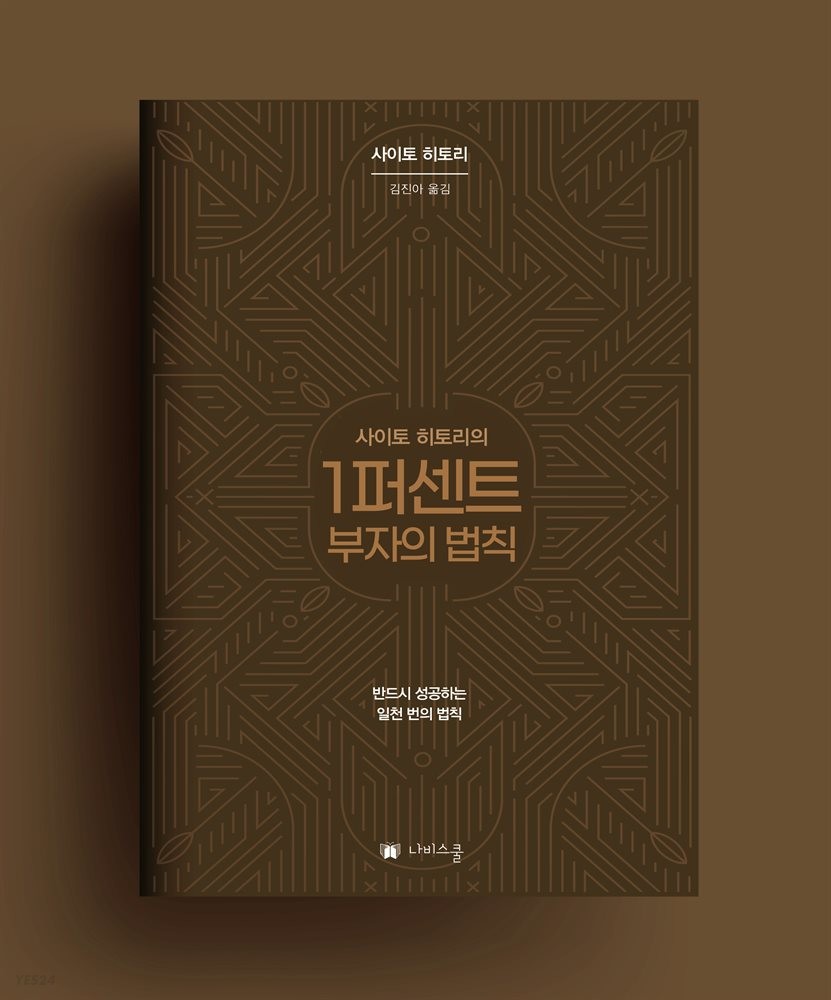 사이토 히토리
김진아 옮김
사이토 히토리의
1퍼센트
부자의 법칙
반드시 성공하는
일천 번의 법칙
나비스쿨
YES24